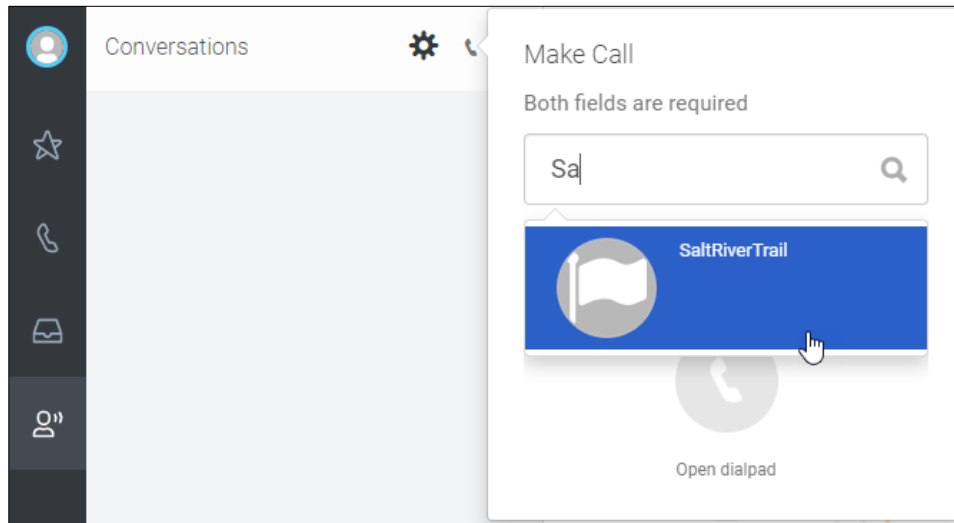 Conversations
Make Call
Both fields are required
Sa
SaltRiverTrail
Open dialpad